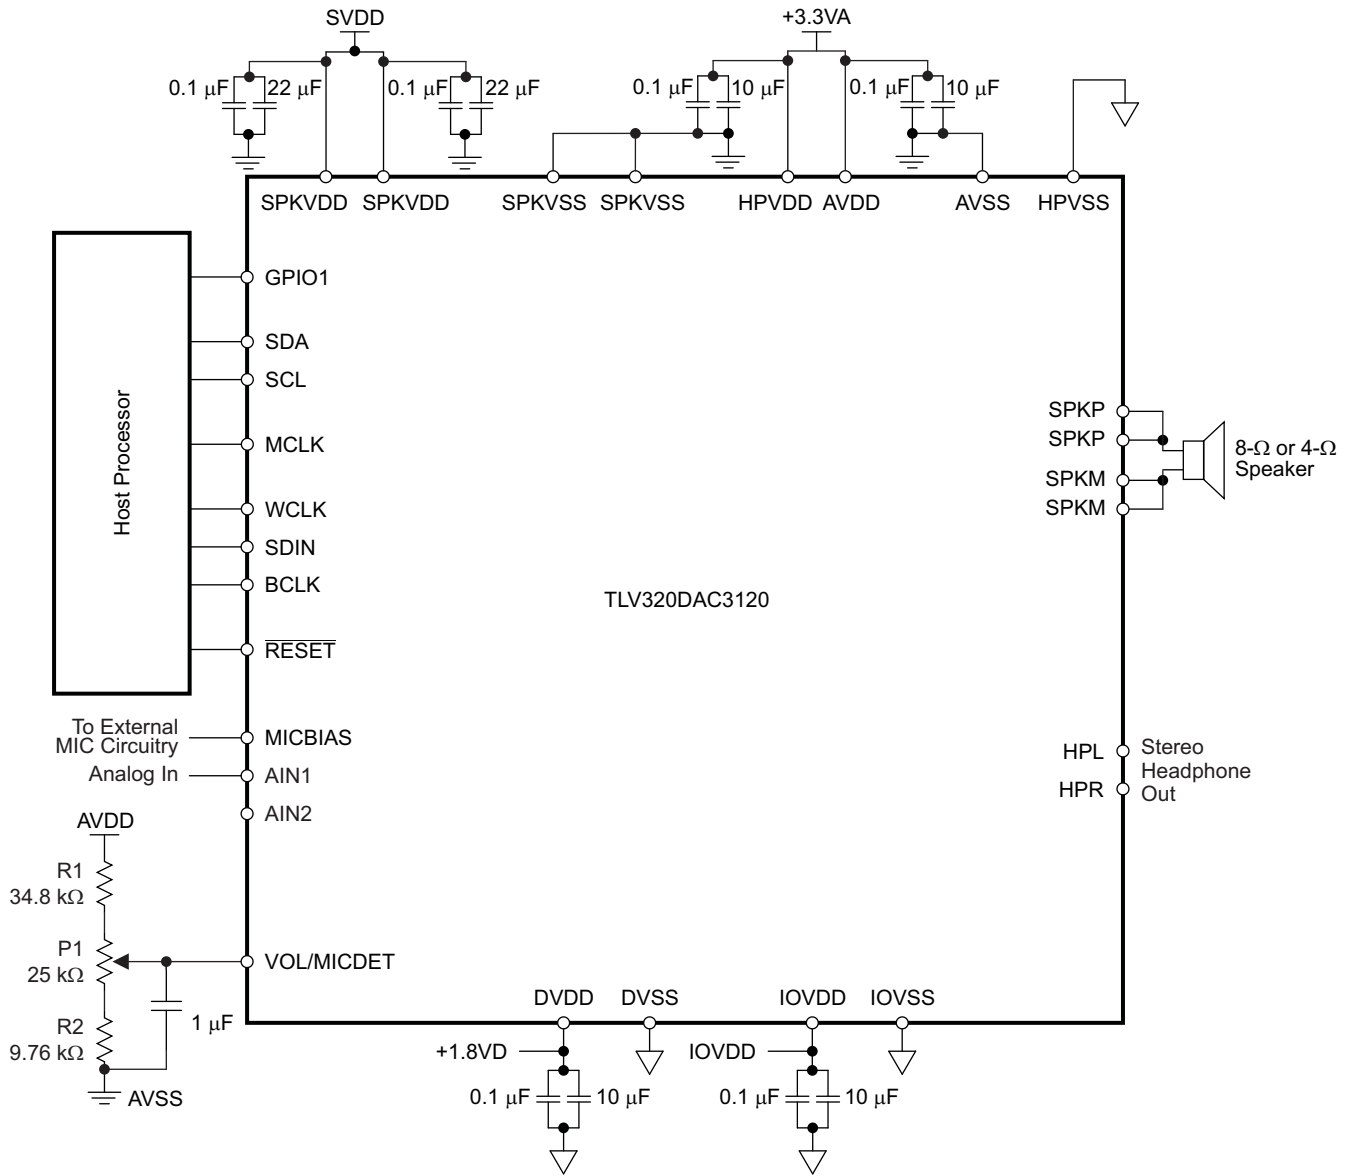 SVDD
+3.3VA
0.1 μF 22 μF 0.1 μF 22 μF 0.1 μF 10 μF 0.1 μF 10 μF
SPKVDD SPKVDD SPKVSS SPKVSS HPVDD AVDD AVSS HPVSS
Host Processor
GPIO1
SDA
SCL
MCLK
WCLK
SDIN
BCLK
RESET
To External
MIC Circuitry
MICBIAS
Analog In
AIN1
AIN2
TLV320DAC3120
SPKP
SPKP
SPKM
SPKM
8-Ω or 4-Ω
Speaker
HPL
HPR
Stereo
Headphone
Out
AVDD
R1
34.8 kΩ
P1
25 kΩ
R2
9.76 kΩ
VOL/MICDET
1 μF
AVSS
DVDD DVSS IOVDD IOVSS
+1.8VD
IOVDD
0.1 μF 10 μF 0.1 μF 10 μF